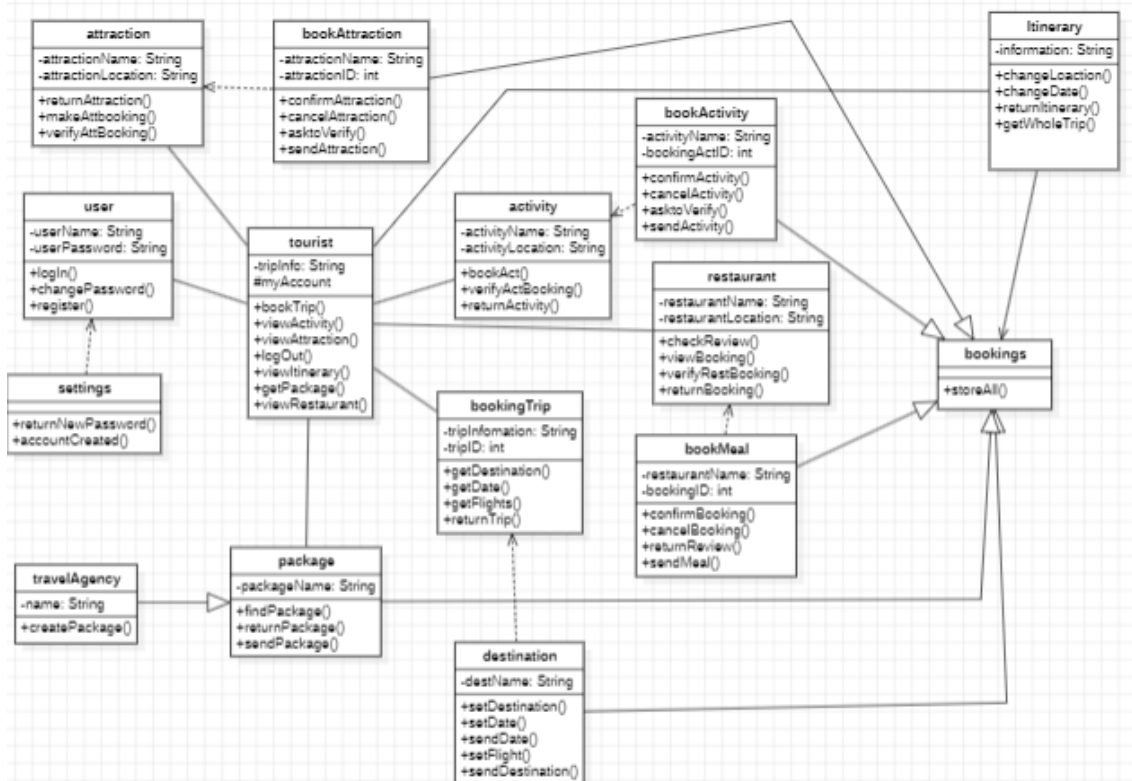 attraction
-attractionName: String
-attractionLocation: String
+returnAttraction()
+makeAttbooking()
+verifyAttBooking()
bookAttraction
-attractionName: String
-attractionID: int
+confirmAttraction()
+cancelAttraction()
+asktoVerify()
+sendAttraction()
Itinerary
-information: String
+changeLoaction()
+changeDate()
+returnItinerary()
+getWholeTrip()
bookActivity
-activityName: String
-bookingActID: int
+confirmActivity()
+cancelActivity()
+asktoVerify()
+sendActivity()
user
-userName: String
-userPassword: String
+logIn()
+changePassword()
+register()
tourist
-tripInfo: String
#myAccount
+bookTrip()
+viewActivity()
+viewAttraction()
+logOut()
+viewItinerary()
+getPackage()
+viewRestaurant()
activity
-activityName: String
-activityLocation: String
+bookAct()
+verifyActBooking()
+returnActivity()
restaurant
-restaurantName: String
-restaurantLocation: String
+checkReview()
+viewBooking()
+verifyRestBooking()
+returnBooking()
bookings
+storeAll()
settings
+returnNewPassword()
+accountCreated()
bookingTrip
-tripInfomation: String
-tripID: int
+getDestination()
+getDate()
+getFlights()
+returnTrip()
bookMeal
-restaurantName: String
-bookingID: int
+confirmBooking()
+cancelBooking()
+returnReview()
+sendMeal()
travelAgency
-name: String
+createPackage()
package
-packageName: String
+findPackage()
+returnPackage()
+sendPackage()
destination
-destName: String
+setDestination()
+setDate()
+sendDate()
+setFlight()
+sendDestination()